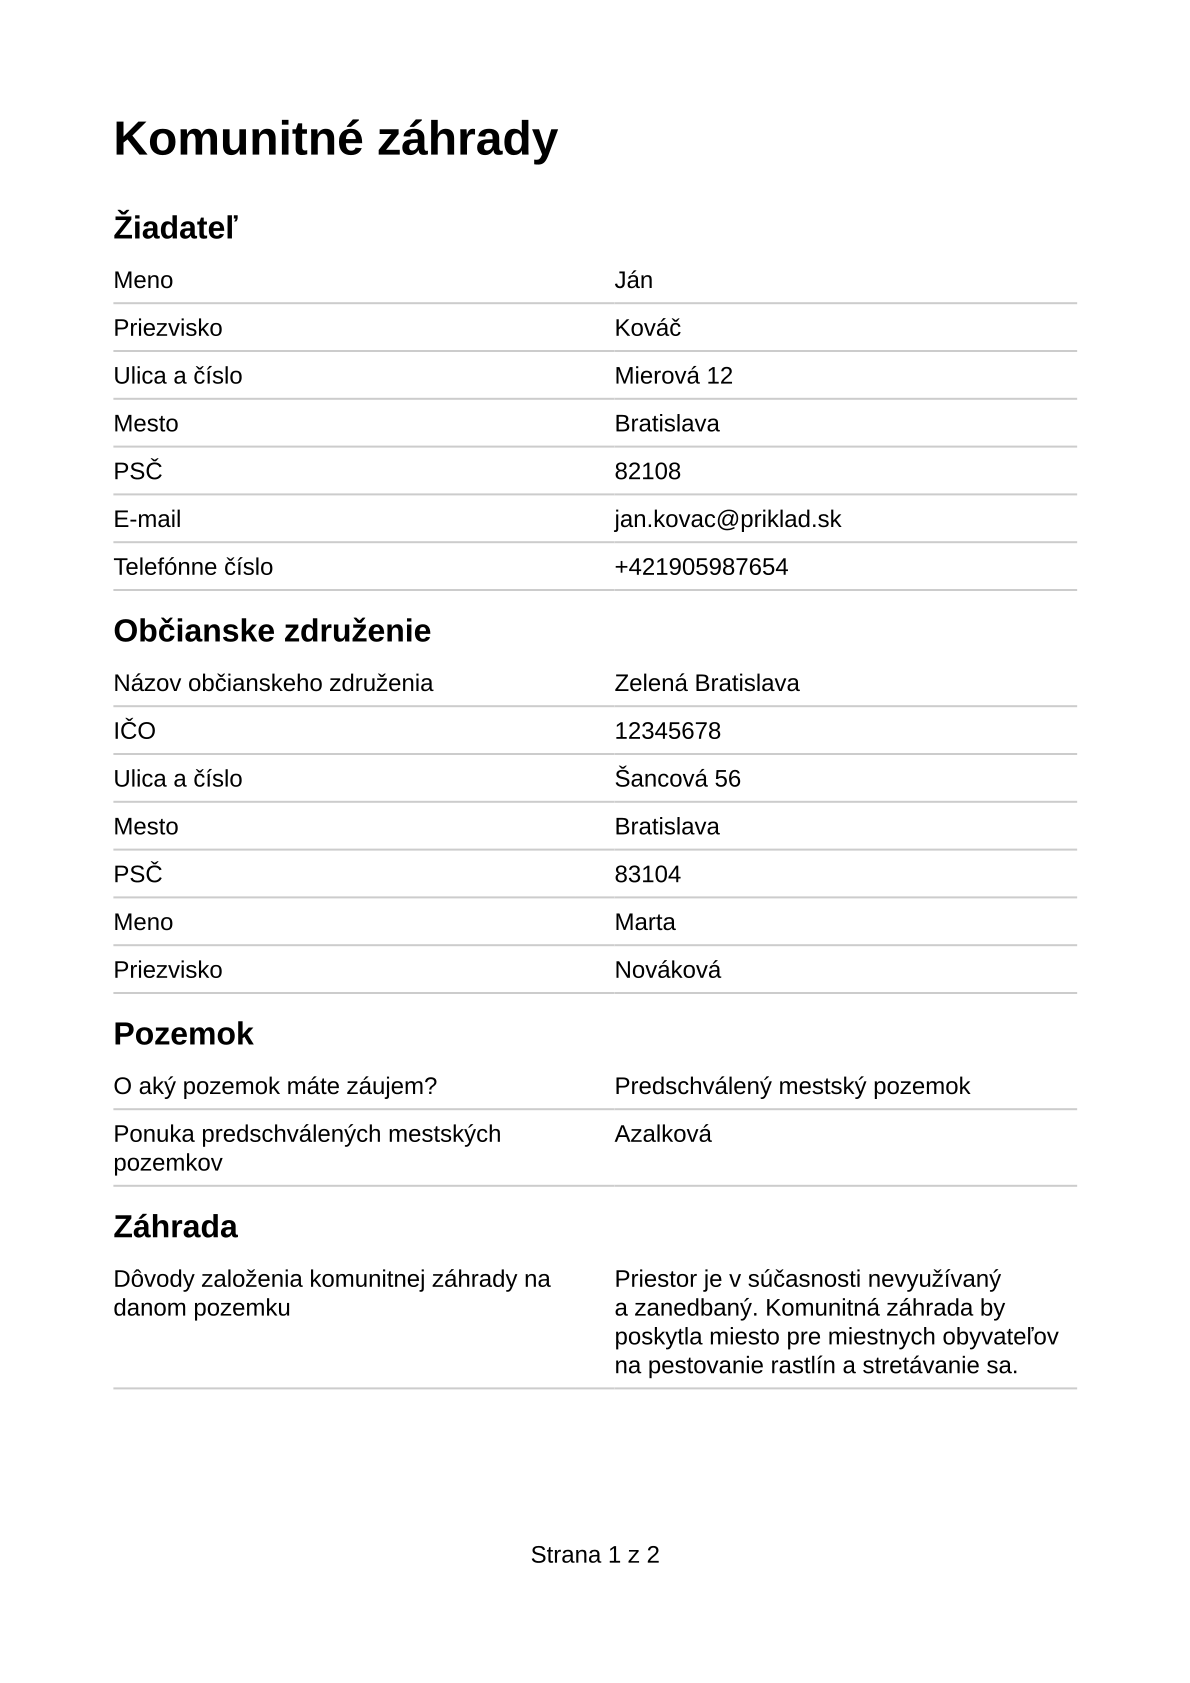 Komunitné záhrady
Žiadateľ
Meno Ján
Priezvisko Kováč
Ulica a číslo Mierová 12
Mesto Bratislava
PSČ 82108
E-mail jan.kovac@priklad.sk
Telefónne číslo +421905987654
Občianske združenie
Názov občianskeho združenia Zelená Bratislava
IČO 12345678
Ulica a číslo Šancová 56
Mesto Bratislava
PSČ 83104
Meno Marta
Priezvisko Nováková
Pozemok
O aký pozemok máte záujem? Predschválený mestský pozemok
Ponuka predschválených mestských Azalková
pozemkov
Záhrada
Dôvody založenia komunitnej záhrady na Priestor je v súčasnosti nevyužívaný
danom pozemku a zanedbaný. Komunitná záhrada by
poskytla miesto pre miestnych obyvateľov
na pestovanie rastlín a stretávanie sa.
Strana 1 z 2